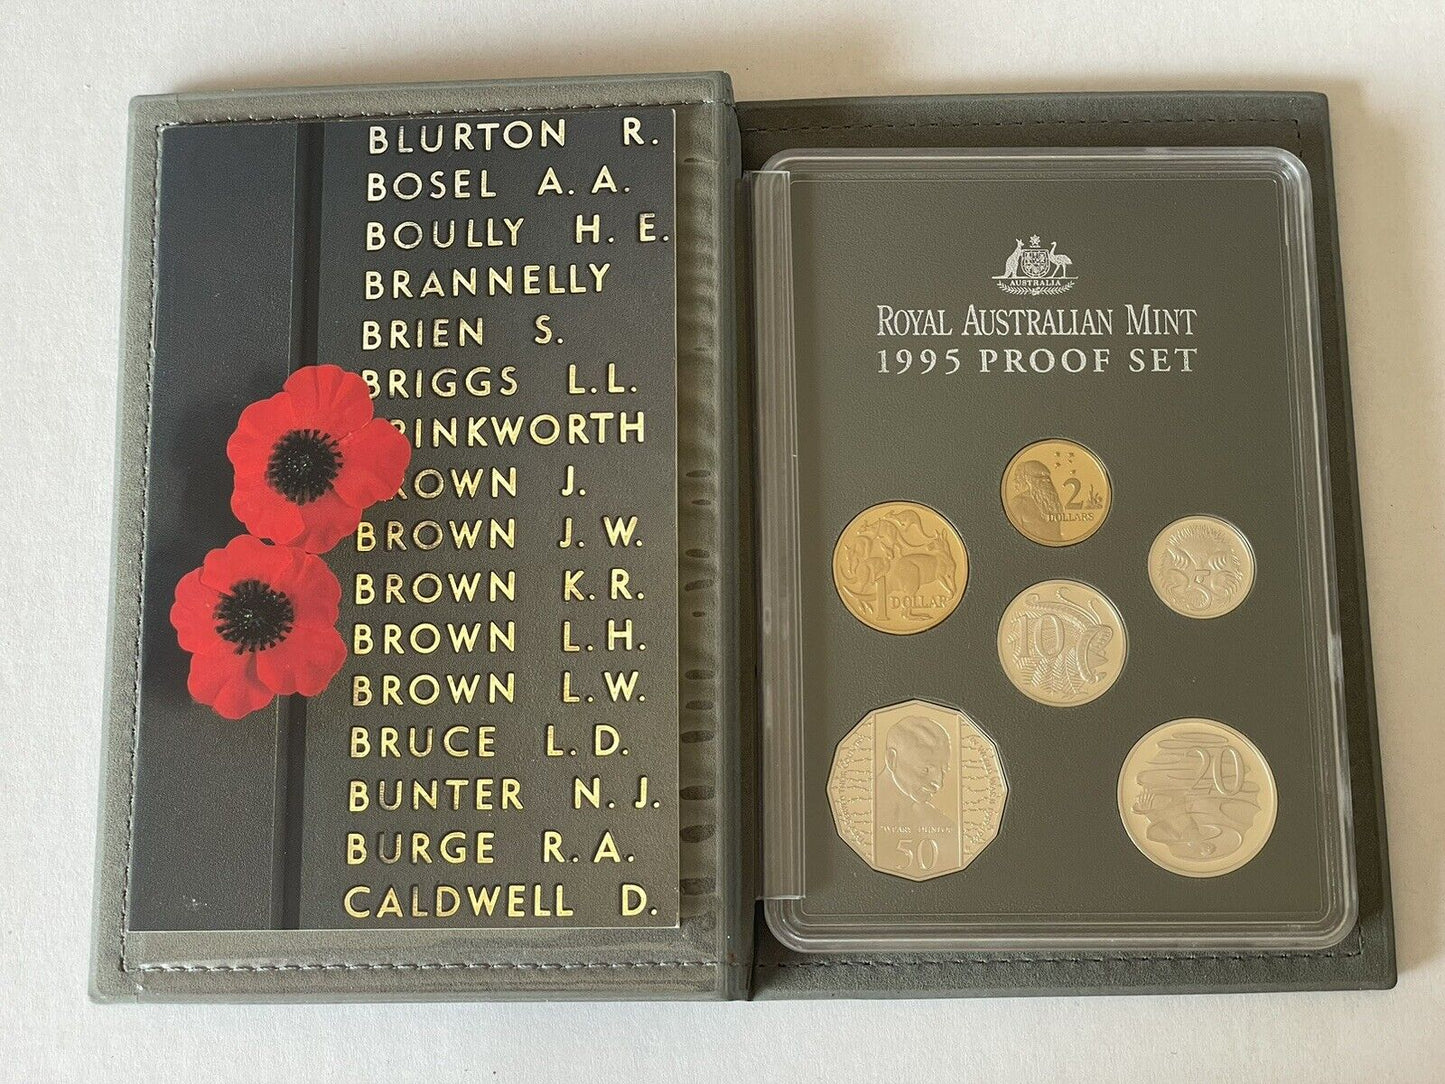 BLURTON R.
BOSEL A. A.
BOULLY H. E.
BRANNELLY
BRIEN S.
BRIGGS L. L.
RINKWORTH
ROWN J.
BROWN J. W.
BROWN K. R.
BROWN L. H.
BROWN L. W.
BRUCE L. D.
BUNTER N. J.
BURGE R. A.
CALDWELL D.
AUSTRALIA
ROYAL AUSTRALIAN MINT
1995 PROOF SET
2
DOLLARS
1
DOLLAR
5
10
"WEARY" DUNLOP
50
20